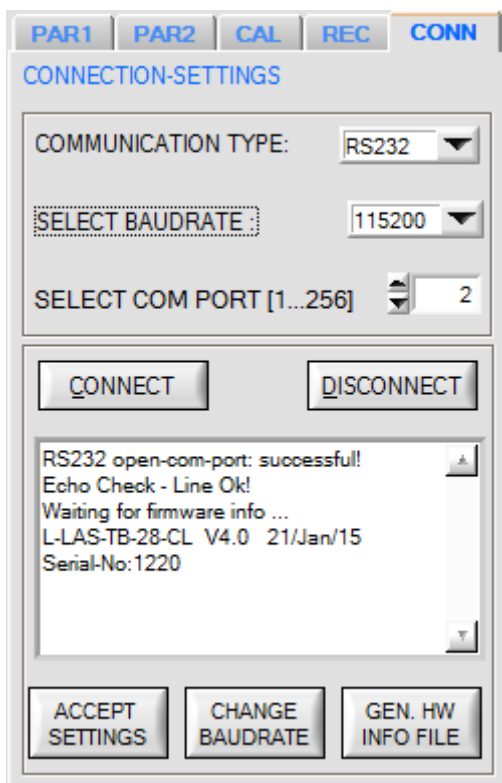 PAR1 PAR2 CAL REC CONN
CONNECTION-SETTINGS
COMMUNICATION TYPE: RS232
SELECT BAUDRATE : 115200
SELECT COM PORT [1...256] 2
CONNECT DISCONNECT
RS232 open-com-port: successful!
Echo Check - Line Ok!
Waiting for firmware info ...
L-LAS-TB-28-CL V4.0 21/Jan/15
Serial-No:1220
ACCEPT SETTINGS CHANGE BAUDRATE GEN. HW INFO FILE